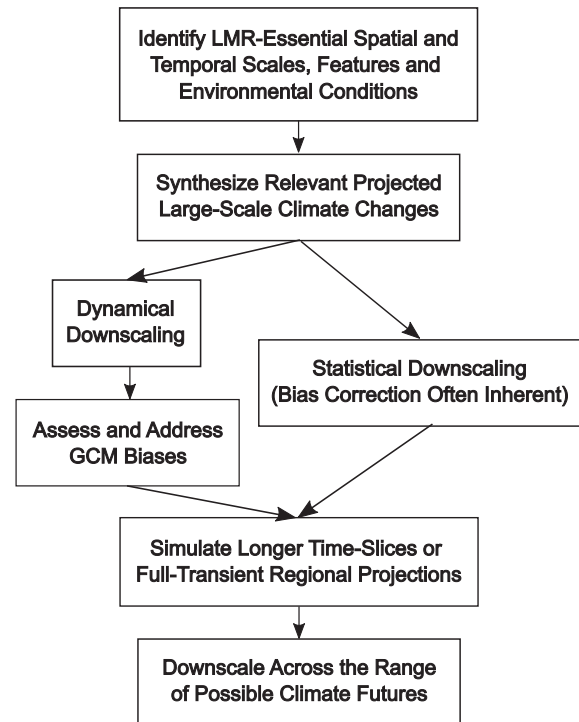 Identify LMR-Essential Spatial and
Temporal Scales, Features and
Environmental Conditions
Synthesize Relevant Projected
Large-Scale Climate Changes
Dynamical
Downscaling
Statistical Downscaling
(Bias Correction Often Inherent)
Assess and Address
GCM Biases
Simulate Longer Time-Slices or
Full-Transient Regional Projections
Downscale Across the Range
of Possible Climate Futures